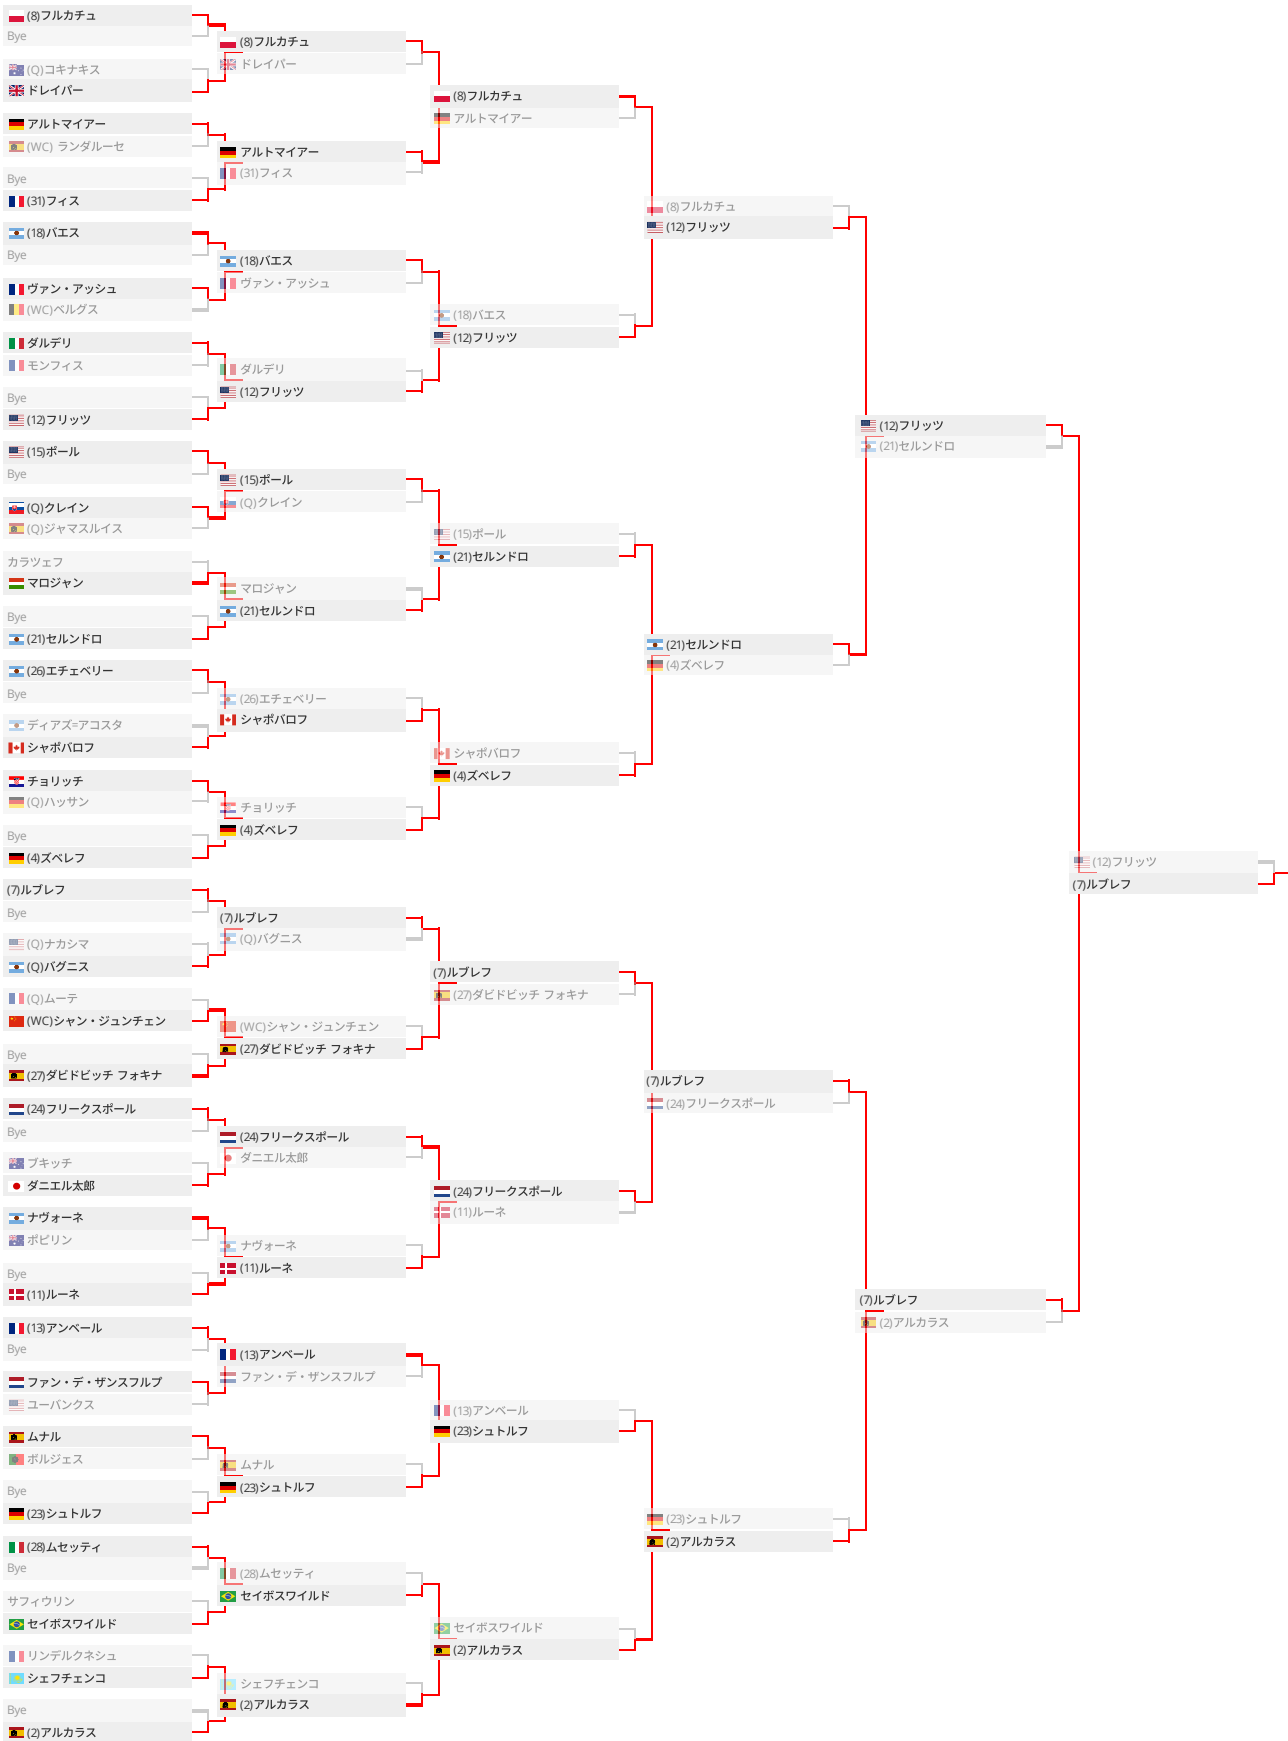 (8)フルカチュ
Bye
(Q)コキナキス
ドレイパー
アルトマイアー
(WC) ランダルーセ
Bye
(31)フィス
(18)バエス
Bye
ヴァン・アッシュ
(WC)ベルグス
ダルデリ
モンフィス
Bye
(12)フリッツ
(15)ポール
Bye
(Q)クレイン
(Q)ジャマスルイス
カラツェフ
マロジャン
Bye
(21)セルンドロ
(26)エチェベリー
Bye
ディアズ=アコスタ
シャポバロフ
チョリッチ
(Q)ハッサン
Bye
(4)ズベレフ
(7)ルブレフ
Bye
(Q)ナカシマ
(Q)バグニス
(Q)ムーテ
(WC)シャン・ジュンチェン
Bye
(27)ダビドビッチ フォキナ
(24)フリークスポール
Bye
ブキッチ
ダニエル太郎
ナヴォーネ
ポピリン
Bye
(11)ルーネ
(13)アンベール
Bye
ファン・デ・ザンスフルプ
ユーバンクス
ムナル
ボルジェス
Bye
(23)シュトルフ
(28)ムセッティ
Bye
サフィウリン
セイボスワイルド
リンデルクネシュ
シェフチェンコ
Bye
(2)アルカラス
(8)フルカチュ
ドレイパー
アルトマイアー
(31)フィス
(18)バエス
ヴァン・アッシュ
ダルデリ
(12)フリッツ
(15)ポール
(Q)クレイン
マロジャン
(21)セルンドロ
(26)エチェベリー
シャポバロフ
チョリッチ
(4)ズベレフ
(7)ルブレフ
(Q)バグニス
(WC)シャン・ジュンチェン
(27)ダビドビッチ フォキナ
(24)フリークスポール
ダニエル太郎
ナヴォーネ
(11)ルーネ
(13)アンベール
ファン・デ・ザンスフルプ
ムナル
(23)シュトルフ
(28)ムセッティ
セイボスワイルド
シェフチェンコ
(2)アルカラス
(8)フルカチュ
アルトマイアー
(18)バエス
(12)フリッツ
(15)ポール
(21)セルンドロ
シャポバロフ
(4)ズベレフ
(7)ルブレフ
(27)ダビドビッチ フォキナ
(24)フリークスポール
(11)ルーネ
(13)アンベール
(23)シュトルフ
セイボスワイルド
(2)アルカラス
(8)フルカチュ
(12)フリッツ
(21)セルンドロ
(4)ズベレフ
(7)ルブレフ
(24)フリークスポール
(23)シュトルフ
(2)アルカラス
(12)フリッツ
(21)セルンドロ
(7)ルブレフ
(2)アルカラス
(12)フリッツ
(7)ルブレフ